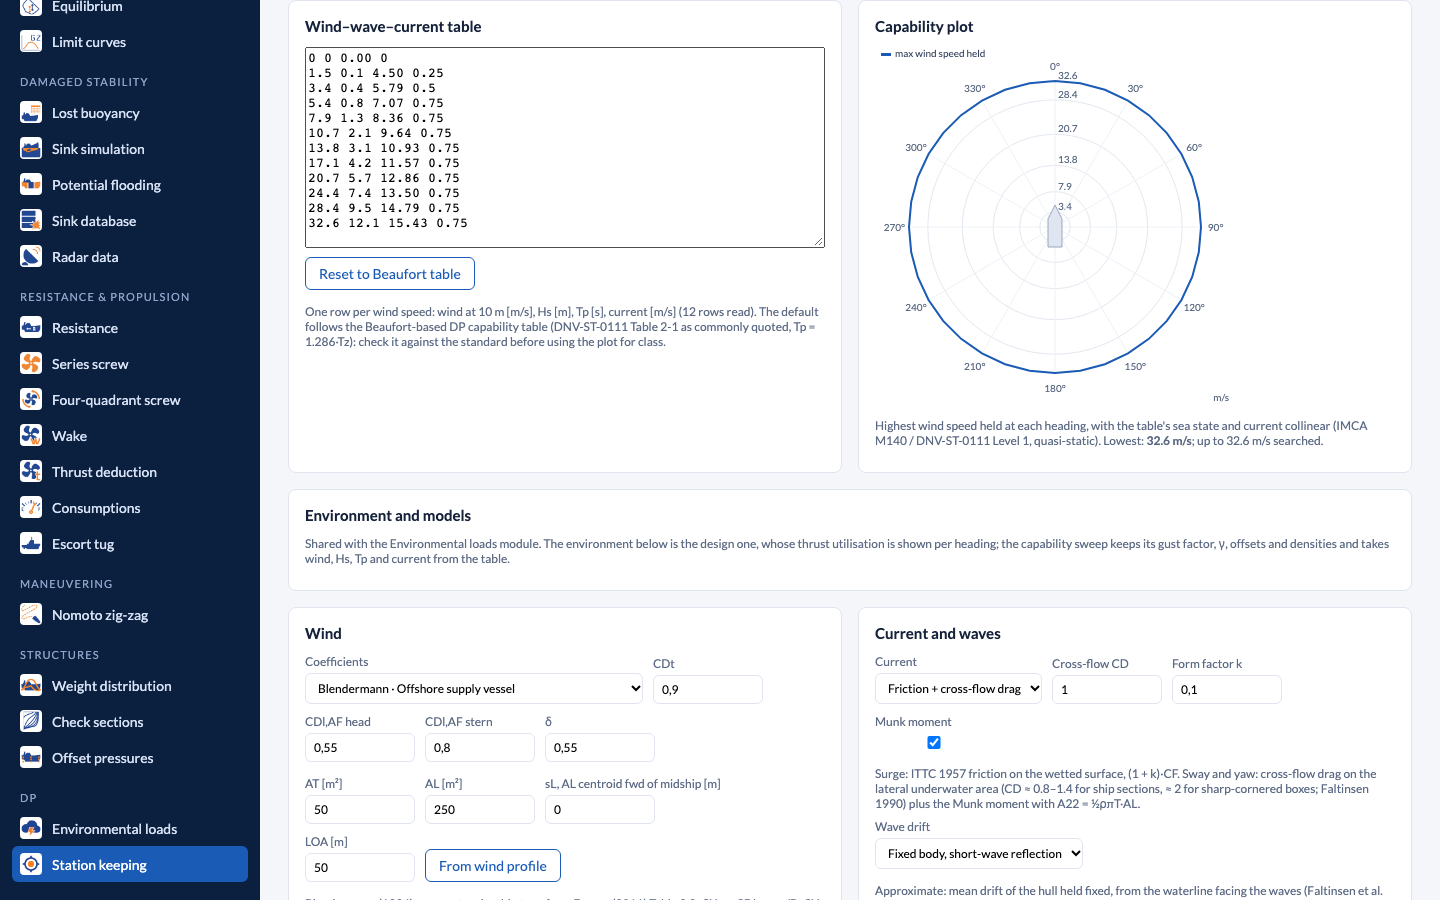 Equilibrium
Limit curves
DAMAGED STABILITY
Lost buoyancy
Sink simulation
Potential flooding
Sink database
Radar data
RESISTANCE & PROPULSION
Resistance
Series screw
Four-quadrant screw
Wake
Thrust deduction
Consumptions
Escort tug
MANEUVERING
Nomoto zig-zag
STRUCTURES
Weight distribution
Check sections
Offset pressures
DP
Environmental loads
Station keeping
Wind–wave–current table
0 0 0.00 0
1.5 0.1 4.50 0.25
3.4 0.4 5.79 0.5
5.4 0.8 7.07 0.75
7.9 1.3 8.36 0.75
10.7 2.1 9.64 0.75
13.8 3.1 10.93 0.75
17.1 4.2 11.57 0.75
20.7 5.7 12.86 0.75
24.4 7.4 13.50 0.75
28.4 9.5 14.79 0.75
32.6 12.1 15.43 0.75
Reset to Beaufort table
One row per wind speed: wind at 10 m [m/s], Hs [m], Tp [s], current [m/s] (12 rows read). The default
follows the Beaufort-based DP capability table (DNV-ST-0111 Table 2-1 as commonly quoted, Tp =
1.286·Tz): check it against the standard before using the plot for class.
Capability plot
max wind speed held
0°
32.6
330°
28.4
30°
20.7
300°
60°
13.8
7.9
3.4
270°
90°
240°
120°
210°
150°
180°
m/s
Highest wind speed held at each heading, with the table's sea state and current collinear (IMCA
M140 / DNV-ST-0111 Level 1, quasi-static). Lowest: 32.6 m/s; up to 32.6 m/s searched.
Environment and models
Shared with the Environmental loads module. The environment below is the design one, whose thrust utilisation is shown per heading; the capability sweep keeps its gust factor, γ, offsets and densities and takes
wind, Hs, Tp and current from the table.
Wind
Coefficients
CDt
Blendermann · Offshore supply vessel
0,9
CDl,AF head
CDl,AF stern
δ
0,55
0,8
0,55
AT [m²]
AL [m²]
sL, AL centroid fwd of midship [m]
50
250
0
LOA [m]
50
From wind profile
Current and waves
Current
Cross-flow CD
Form factor k
Friction + cross-flow drag
1
0,1
Munk moment
Surge: ITTC 1957 friction on the wetted surface, (1 + k)·CF. Sway and yaw: cross-flow drag on the
lateral underwater area (CD ≈ 0.8–1.4 for ship sections, ≈ 2 for sharp-cornered boxes; Faltinsen
1990) plus the Munk moment with A22 = ½ρπT·AL.
Wave drift
Fixed body, short-wave reflection
Approximate: mean drift of the hull held fixed, from the waterline facing the waves (Faltinsen et al.